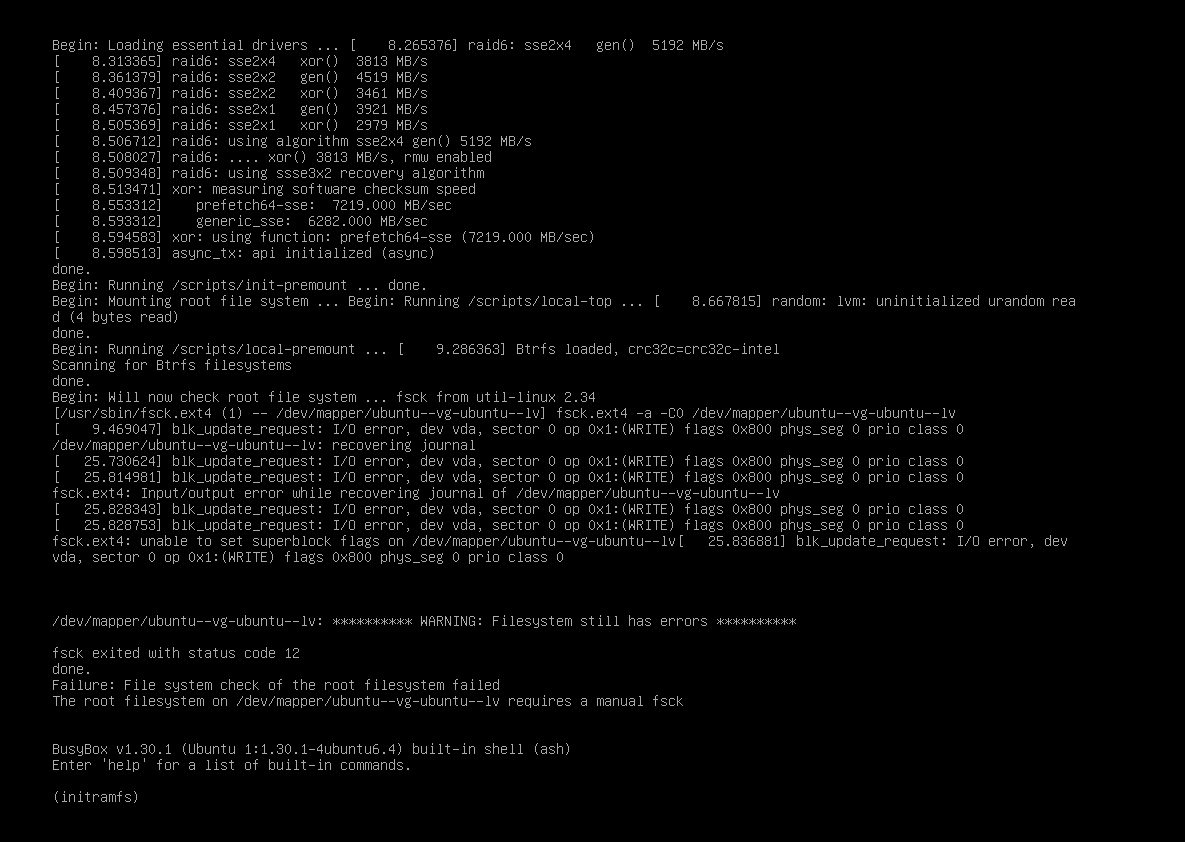 Begin: Loading essential drivers ... [    8.265376] raid6: sse2x4   gen()  5192 MB/s
[    8.313365] raid6: sse2x4   xor()  3813 MB/s
[    8.361379] raid6: sse2x2   gen()  4519 MB/s
[    8.409367] raid6: sse2x2   xor()  3461 MB/s
[    8.457376] raid6: sse2x1   gen()  3921 MB/s
[    8.505369] raid6: sse2x1   xor()  2979 MB/s
[    8.506712] raid6: using algorithm sse2x4 gen() 5192 MB/s
[    8.508027] raid6: .... xor() 3813 MB/s, rmw enabled
[    8.509348] raid6: using ssse3x2 recovery algorithm
[    8.513471] xor: measuring software checksum speed
[    8.553312]    prefetch64-sse:  7219.000 MB/sec
[    8.593312]    generic_sse:  6282.000 MB/sec
[    8.594583] xor: using function: prefetch64-sse (7219.000 MB/sec)
[    8.598513] async_tx: api initialized (async)
done.
Begin: Running /scripts/init-premount ... done.
Begin: Mounting root file system ... Begin: Running /scripts/local-top ... [    8.667815] random: lvm: uninitialized urandom rea
d (4 bytes read)
done.
Begin: Running /scripts/local-premount ... [    9.286363] Btrfs loaded, crc32c=crc32c-intel
Scanning for Btrfs filesystems
done.
Begin: Will now check root file system ... fsck from util-linux 2.34
[/usr/sbin/fsck.ext4 (1) -- /dev/mapper/ubuntu--vg-ubuntu--lv] fsck.ext4 -a -C0 /dev/mapper/ubuntu--vg-ubuntu--lv
[    9.469047] blk_update_request: I/O error, dev vda, sector 0 op 0x1:(WRITE) flags 0x800 phys_seg 0 prio class 0
/dev/mapper/ubuntu--vg-ubuntu--lv: recovering journal
[   25.730624] blk_update_request: I/O error, dev vda, sector 0 op 0x1:(WRITE) flags 0x800 phys_seg 0 prio class 0
[   25.814981] blk_update_request: I/O error, dev vda, sector 0 op 0x1:(WRITE) flags 0x800 phys_seg 0 prio class 0
fsck.ext4: Input/output error while recovering journal of /dev/mapper/ubuntu--vg-ubuntu--lv
[   25.828343] blk_update_request: I/O error, dev vda, sector 0 op 0x1:(WRITE) flags 0x800 phys_seg 0 prio class 0
[   25.828753] blk_update_request: I/O error, dev vda, sector 0 op 0x1:(WRITE) flags 0x800 phys_seg 0 prio class 0
fsck.ext4: unable to set superblock flags on /dev/mapper/ubuntu--vg-ubuntu--lv[   25.836881] blk_update_request: I/O error, dev
vda, sector 0 op 0x1:(WRITE) flags 0x800 phys_seg 0 prio class 0
/dev/mapper/ubuntu--vg-ubuntu--lv: ********** WARNING: Filesystem still has errors **********
fsck exited with status code 12
done.
Failure: File system check of the root filesystem failed
The root filesystem on /dev/mapper/ubuntu--vg-ubuntu--lv requires a manual fsck
BusyBox v1.30.1 (Ubuntu 1:1.30.1-4ubuntu6.4) built-in shell (ash)
Enter 'help' for a list of built-in commands.
(initramfs)